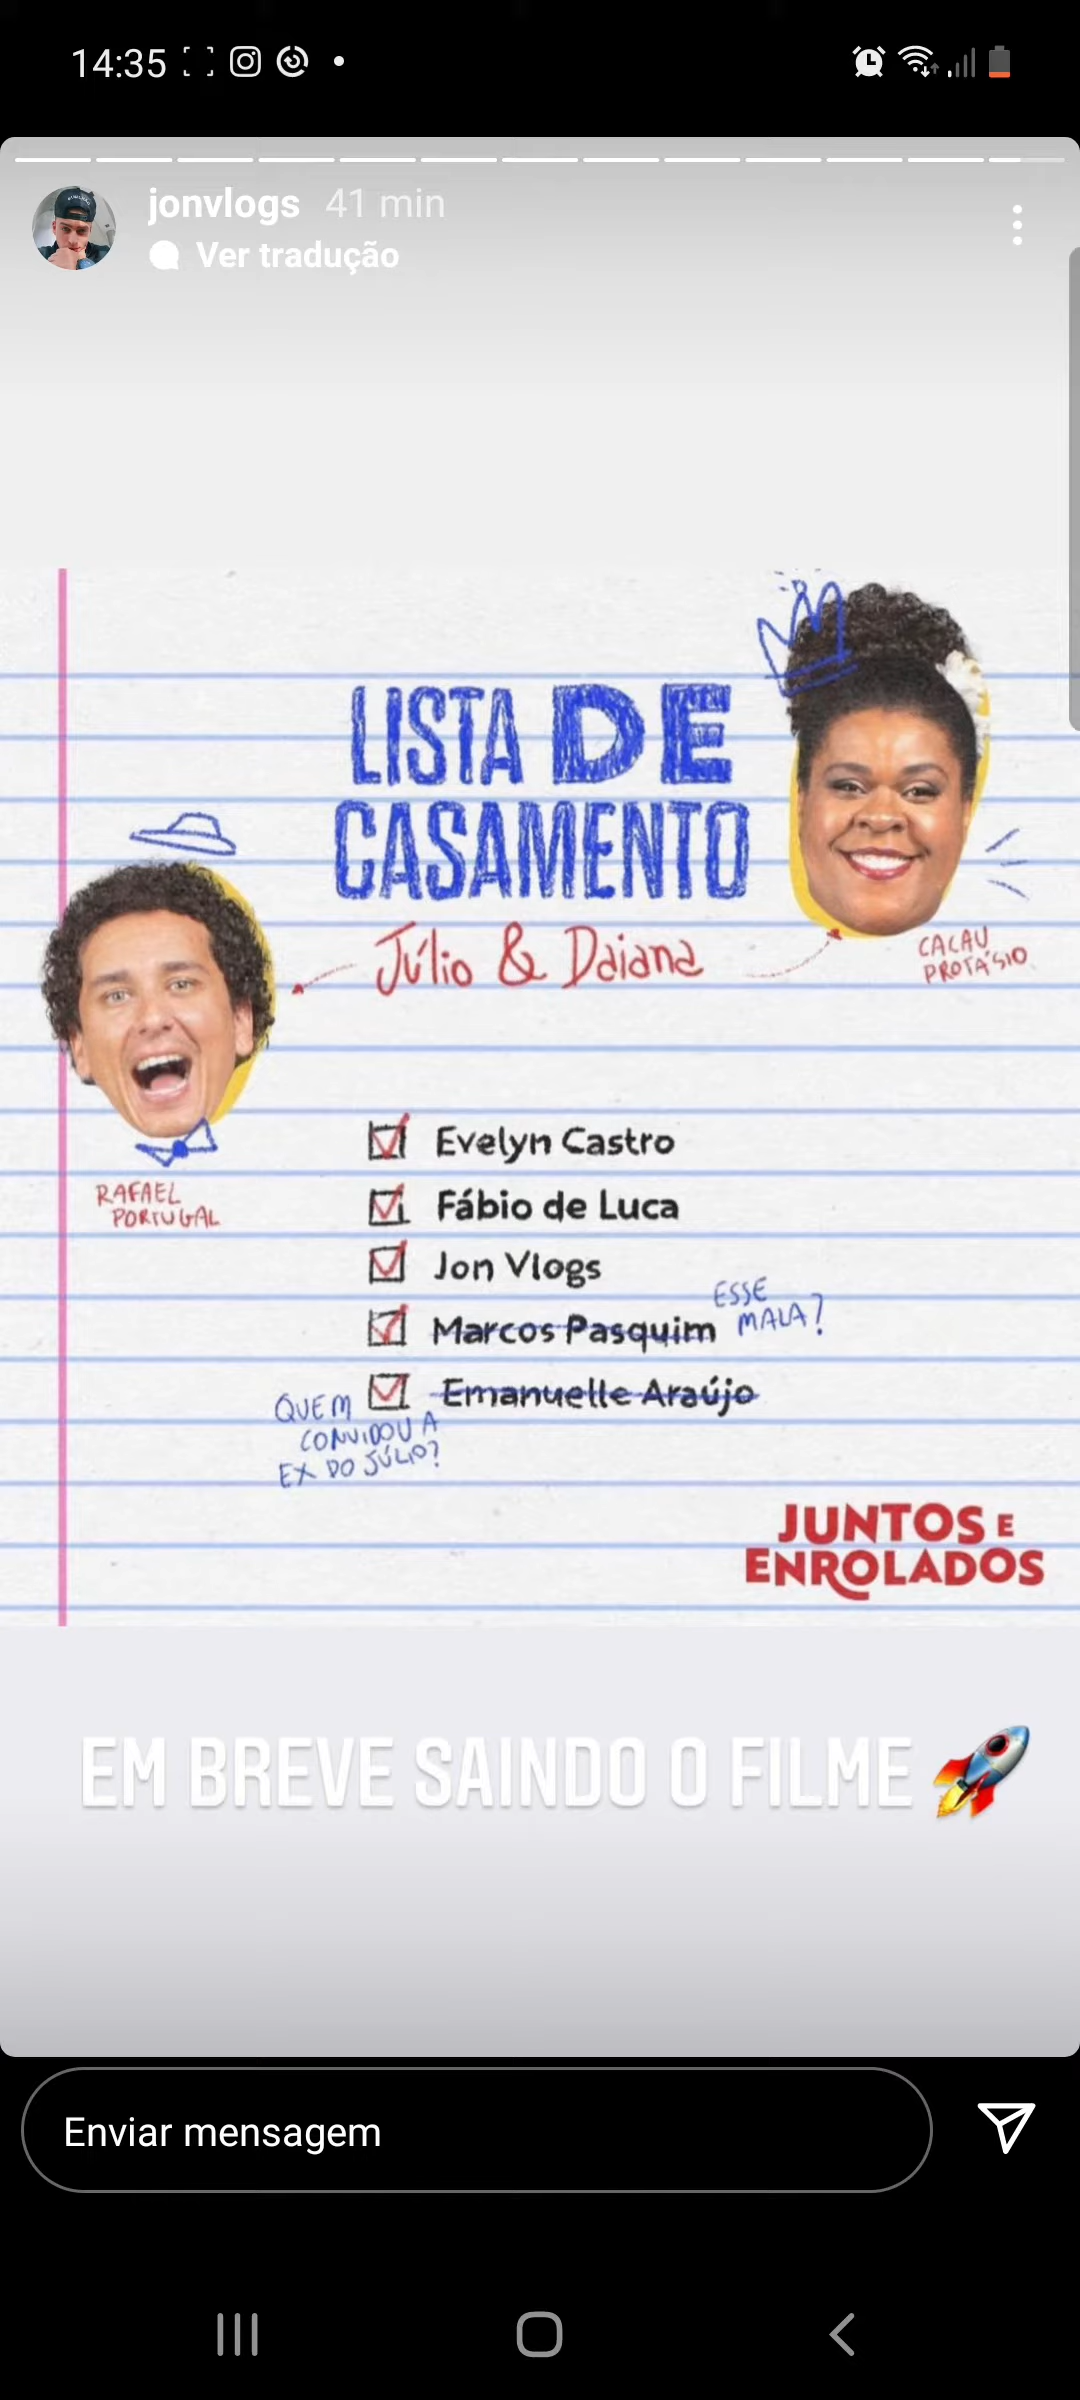 14:35
jonvlogs 41 min
Ver tradução
LISTA DE
CASAMENTO
Júlio & Daiana
CACAU
PROTÁSIO
RAFAEL
PORTUGAL
Evelyn Castro
Fábio de Luca
Jon Vlogs
Marcos Pasquim
ESSE
MALA?
Emanuelle Araújo
QUEM
CONVIDOU A
EX DO JÚLIO?
JUNTOS E
ENROLADOS
EM BREVE SAINDO O FILME
Enviar mensagem